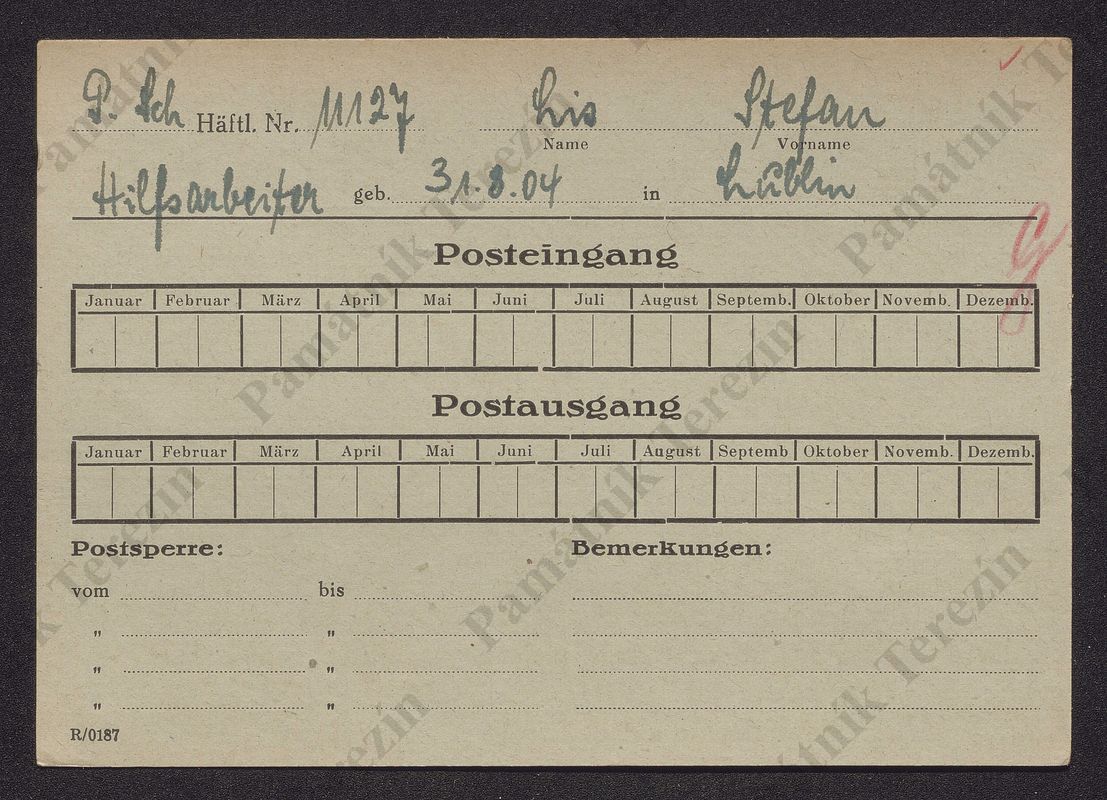 P. Sch Häftl. Nr. 11127 Lis Stefan
Name Vorname
Hilfsarbeiter geb. 31.8.04 in Lublin
Posteingang
Januar Februar März April Mai Juni Juli August Septemb. Oktober Novemb. Dezemb.
Postausgang
Januar Februar März April Mai Juni Juli August Septemb Oktober Novemb. Dezemb.
Postsperre: Bemerkungen:
vom bis
" "
" "
" "
R/0187
Památník Terezín